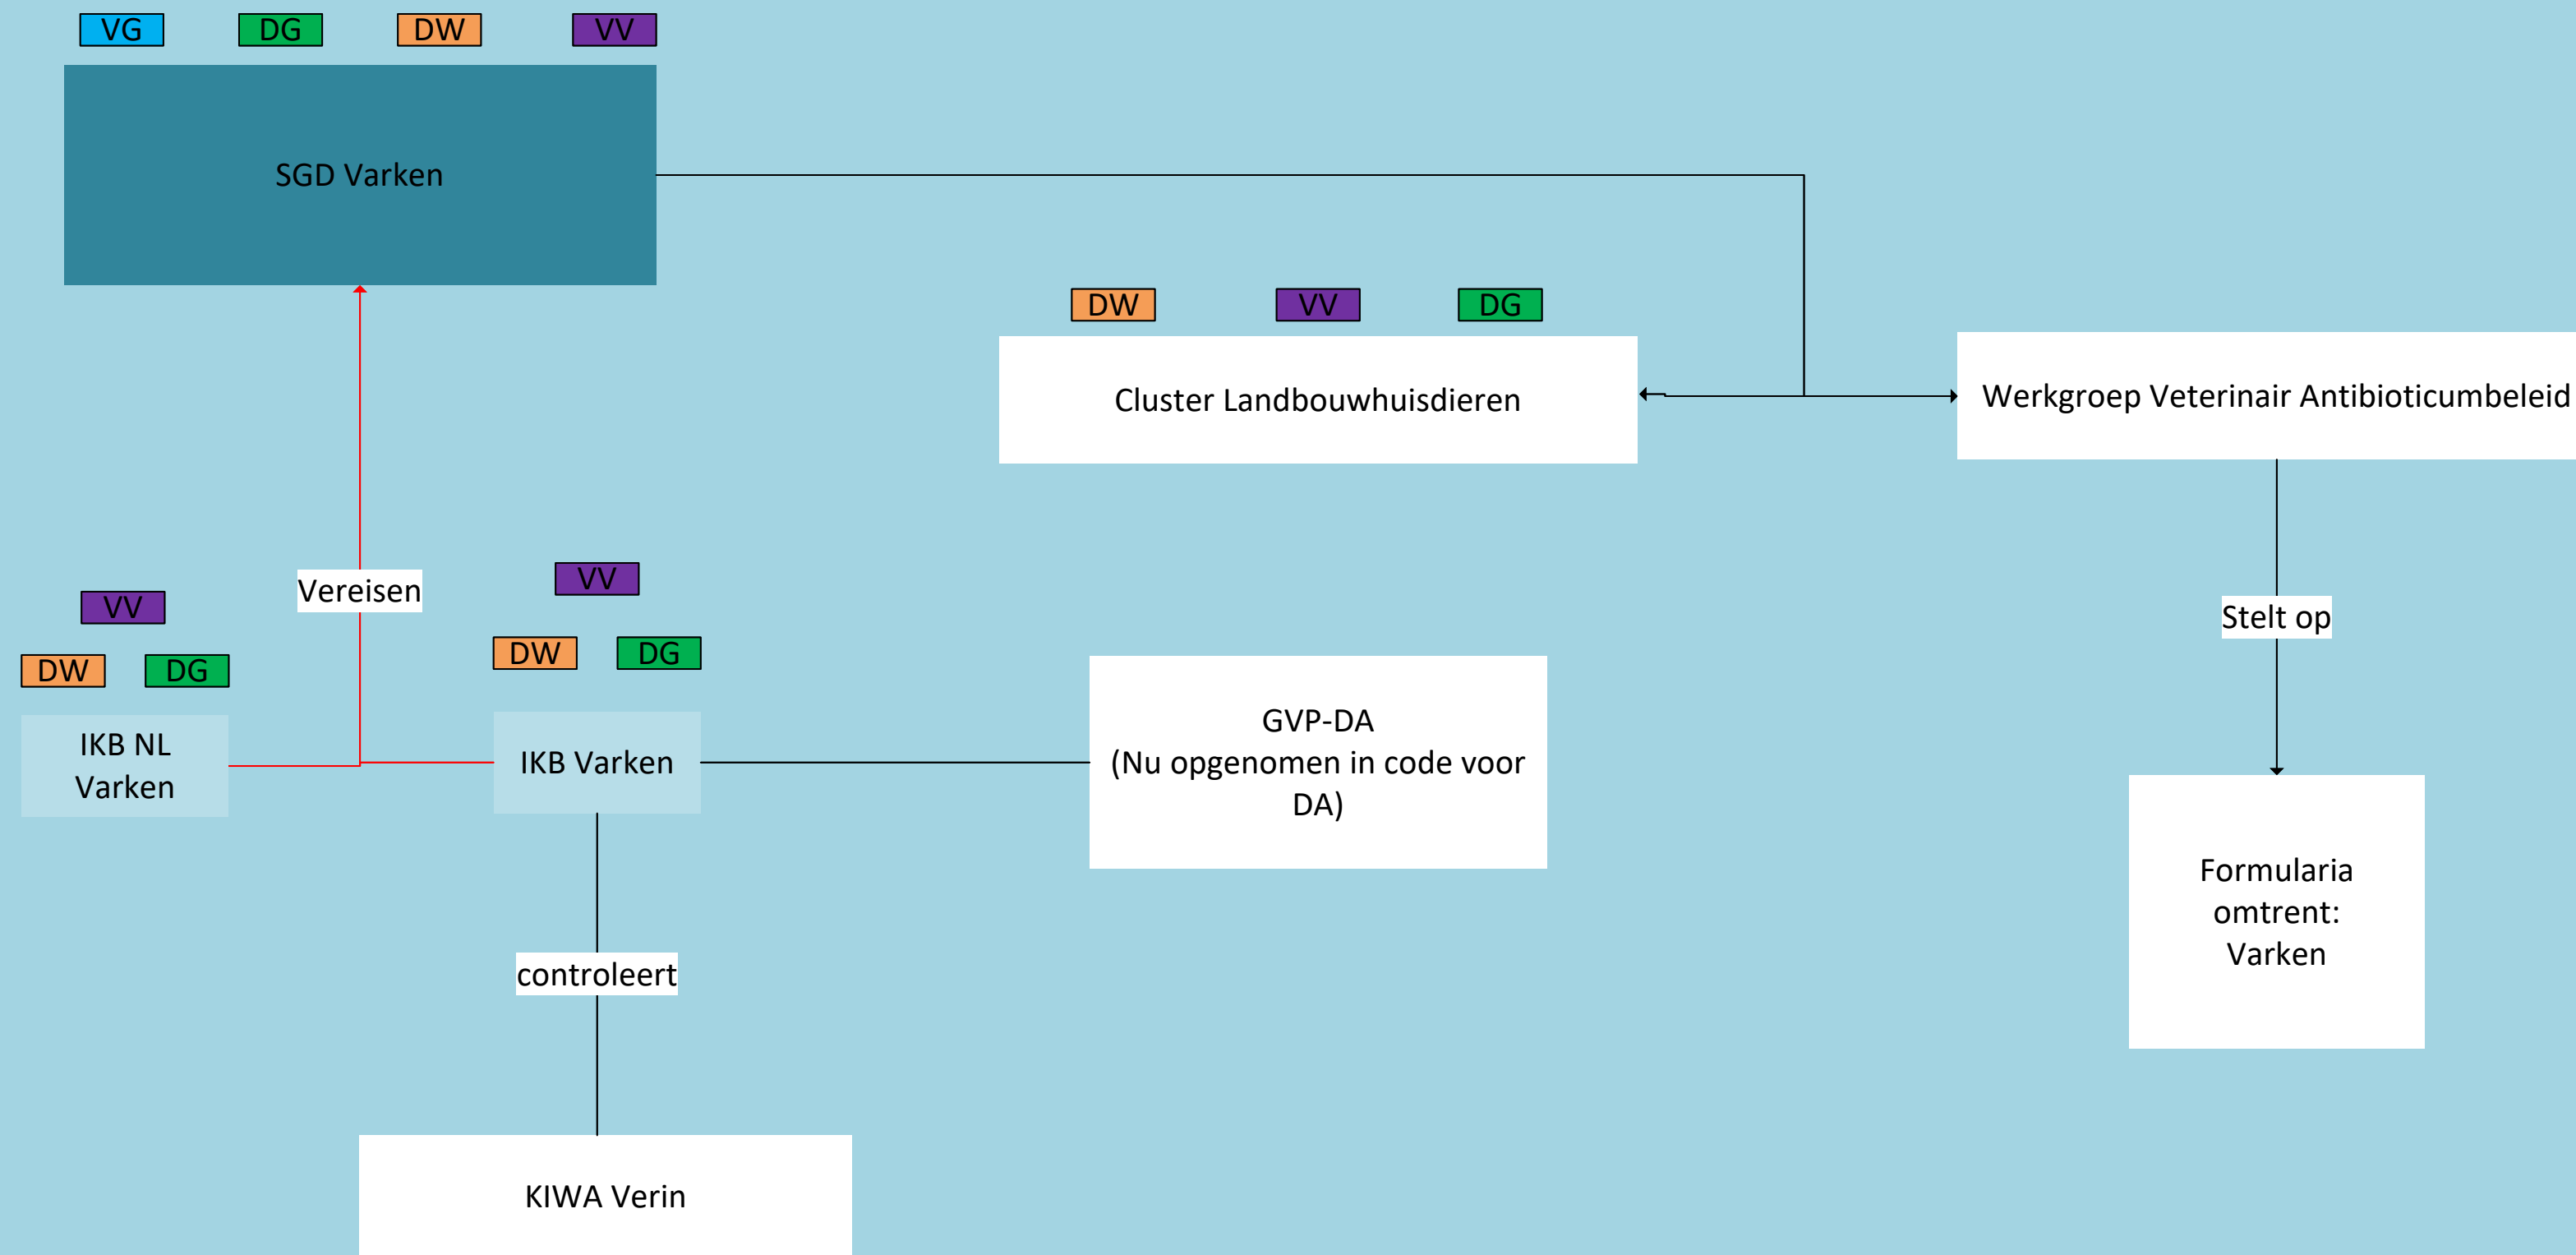 VG
DG
DW
VV
SGD Varken
DW
VV
DG
Cluster Landbouwhuisdieren
Werkgroep Veterinair Antibioticumbeleid
Vereisen
VV
DW
DG
VV
DW
DG
Stelt op
IKB NL
Varken
IKB Varken
GVP-DA
(Nu opgenomen in code voor
DA)
Formularia
omtrent:
Varken
controleert
KIWA Verin